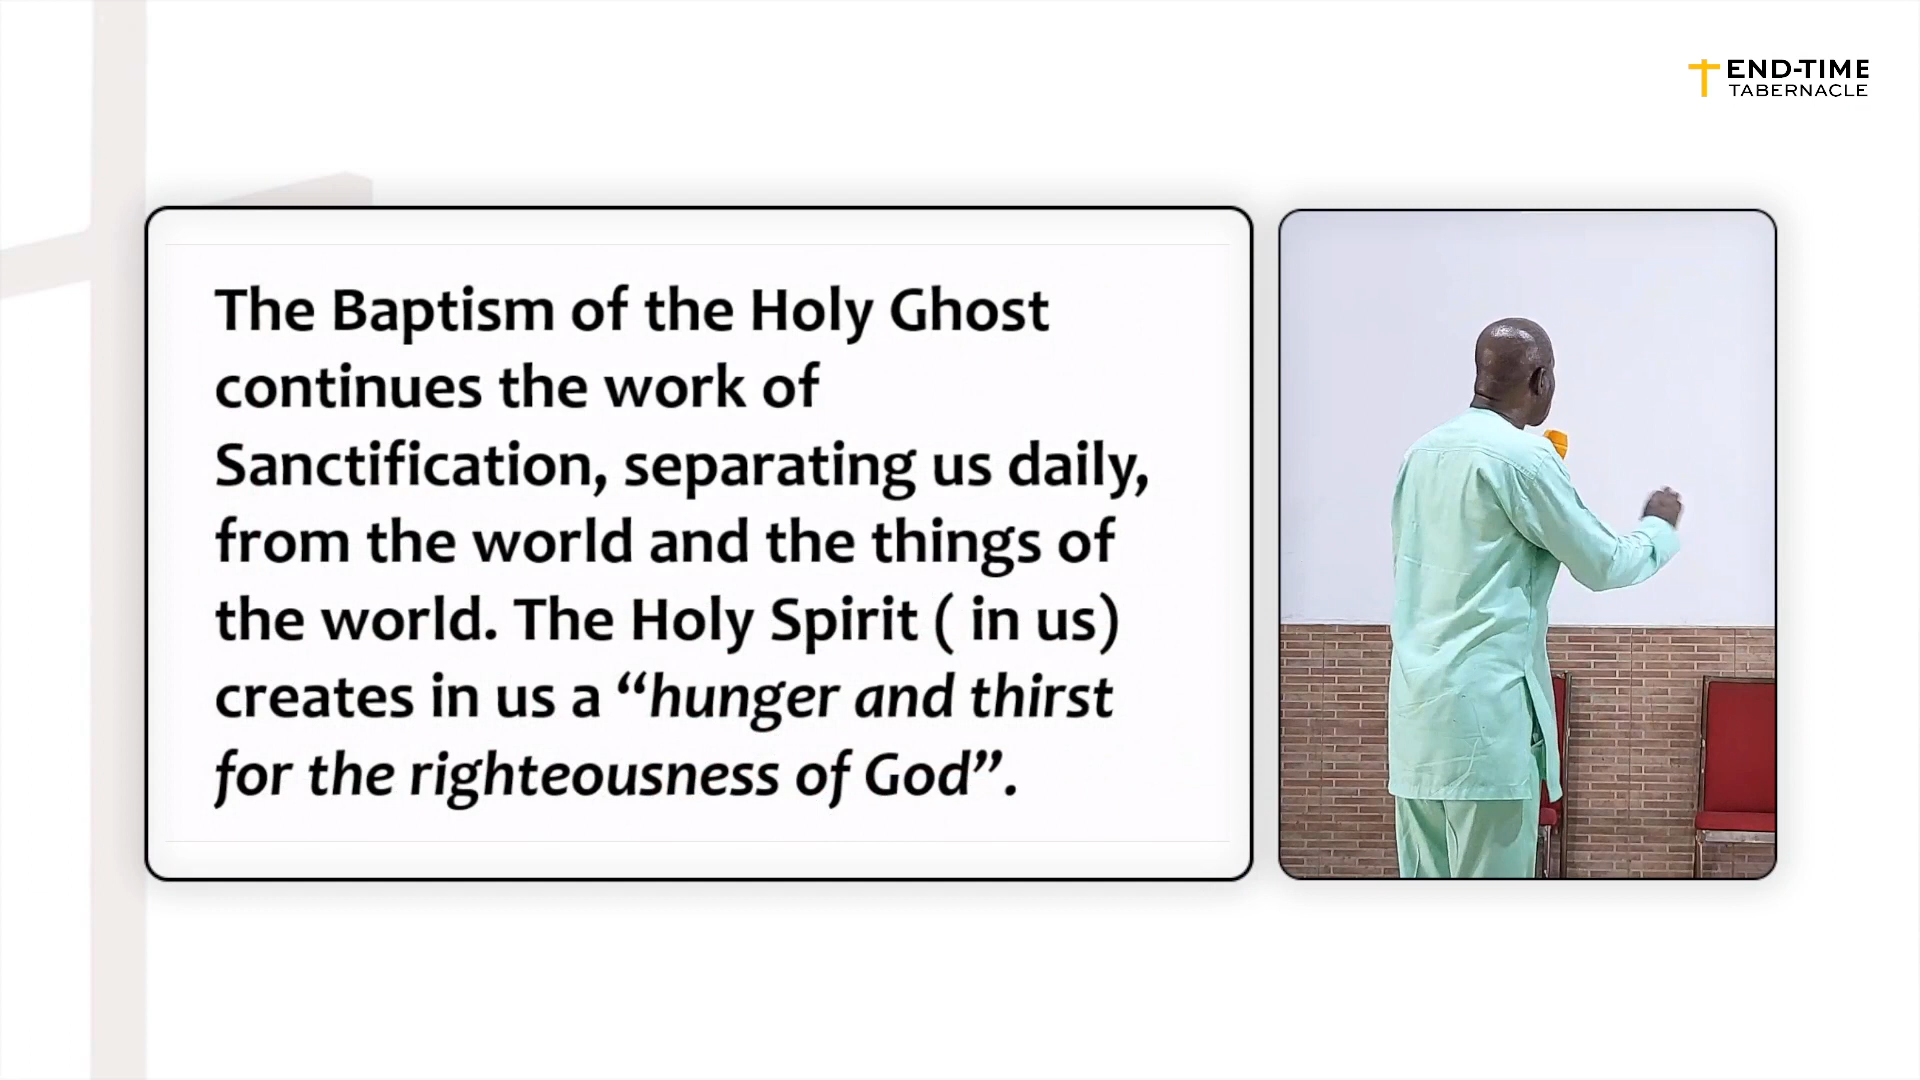 END-TIME
TABERNACLE
The Baptism of the Holy Ghost
continues the work of
Sanctification, separating us daily,
from the world and the things of
the world. The Holy Spirit ( in us)
creates in us a “hunger and thirst
for the righteousness of God”.